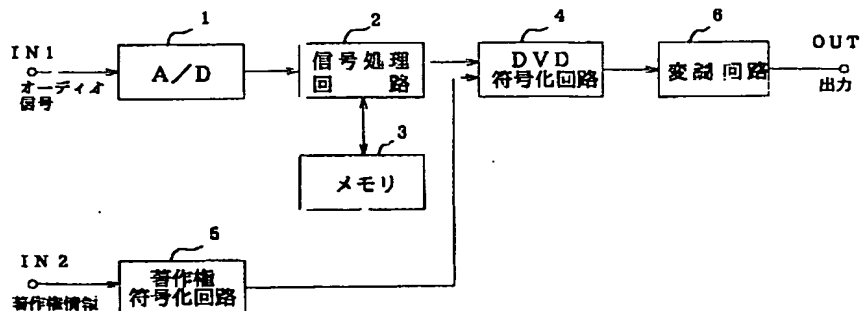 1
2
4
6
IN1
オーディオ
信号
A/D
信号処理
回路
DVD
符号化回路
変調回路
OUT
出力
3
メモリ
5
IN2
著作権情報
著作権
符号化回路